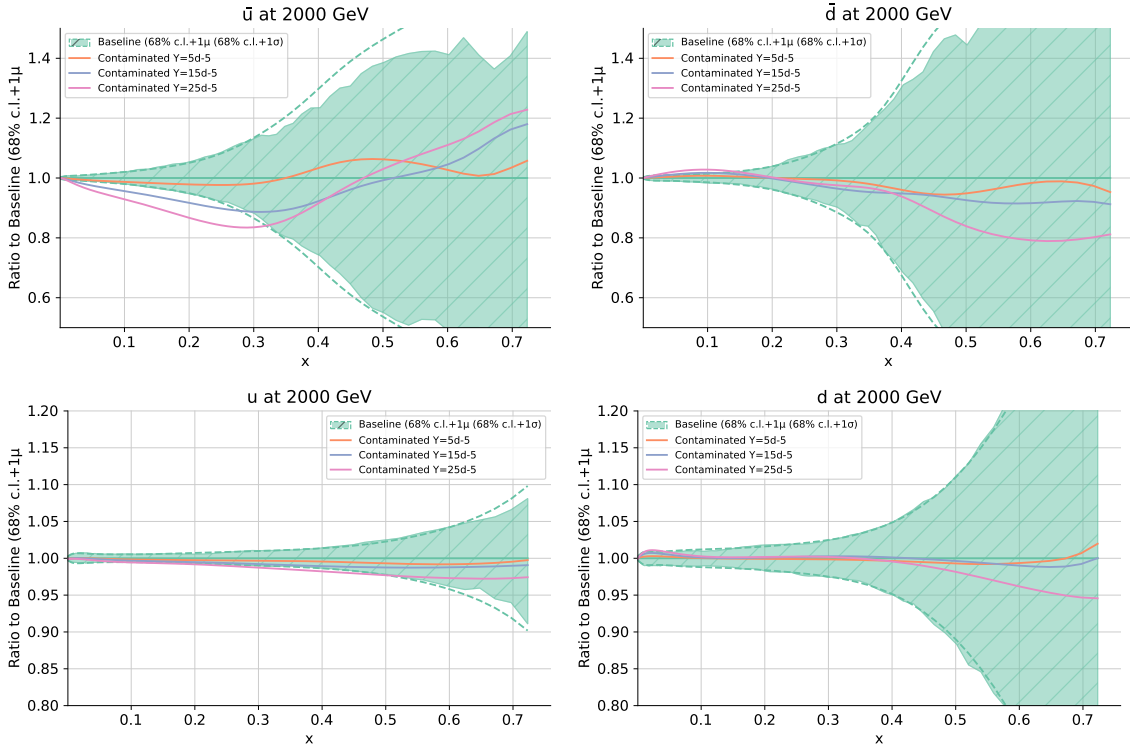 ū at 2000 GeV
Ratio to Baseline (68% c.l.+1μ
1.4
1.2
1.0
0.8
0.6
Baseline (68% c.l.+1μ (68% c.l.+1σ)
Contaminated Y=5d-5
Contaminated Y=15d-5
Contaminated Y=25d-5
0.1 0.2 0.3 0.4 0.5 0.6 0.7
x
d̄ at 2000 GeV
Ratio to Baseline (68% c.l.+1μ
1.4
1.2
1.0
0.8
0.6
Baseline (68% c.l.+1μ (68% c.l.+1σ)
Contaminated Y=5d-5
Contaminated Y=15d-5
Contaminated Y=25d-5
0.1 0.2 0.3 0.4 0.5 0.6 0.7
x
u at 2000 GeV
Ratio to Baseline (68% c.l.+1μ
1.20
1.15
1.10
1.05
1.00
0.95
0.90
0.85
0.80
Baseline (68% c.l.+1μ (68% c.l.+1σ)
Contaminated Y=5d-5
Contaminated Y=15d-5
Contaminated Y=25d-5
0.1 0.2 0.3 0.4 0.5 0.6 0.7
x
d at 2000 GeV
Ratio to Baseline (68% c.l.+1μ
1.20
1.15
1.10
1.05
1.00
0.95
0.90
0.85
0.80
Baseline (68% c.l.+1μ (68% c.l.+1σ)
Contaminated Y=5d-5
Contaminated Y=15d-5
Contaminated Y=25d-5
0.1 0.2 0.3 0.4 0.5 0.6 0.7
x